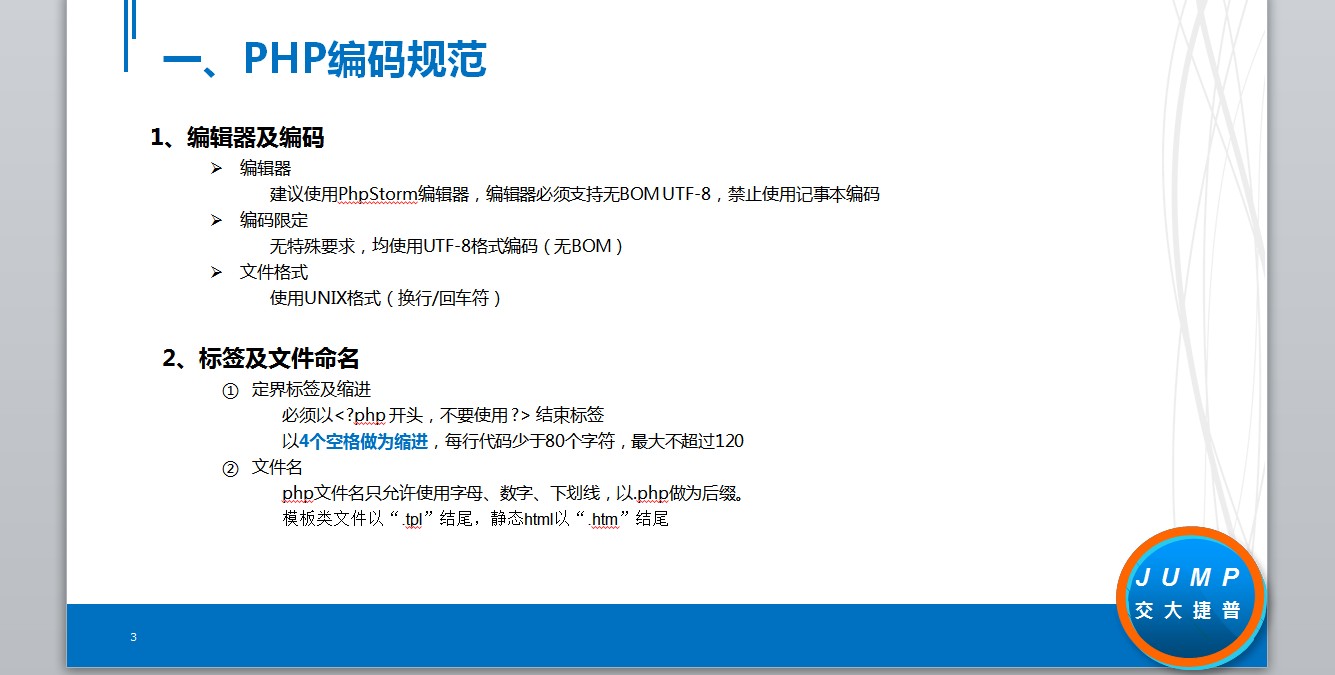 一、PHP编码规范
1、编辑器及编码
➢ 编辑器
建议使用PhpStorm编辑器，编辑器必须支持无BOM UTF-8，禁止使用记事本编码
➢ 编码限定
无特殊要求，均使用UTF-8格式编码（无BOM）
➢ 文件格式
使用UNIX格式（换行/回车符）
2、标签及文件命名
① 定界标签及缩进
必须以<?php 开头，不要使用 ?> 结束标签
以4个空格做为缩进，每行代码少于80个字符，最大不超过120
② 文件名
php文件名只允许使用字母、数字、下划线，以.php做为后缀。
模板类文件以“.tpl”结尾，静态html以“.htm”结尾
JUMP
交大捷普
3